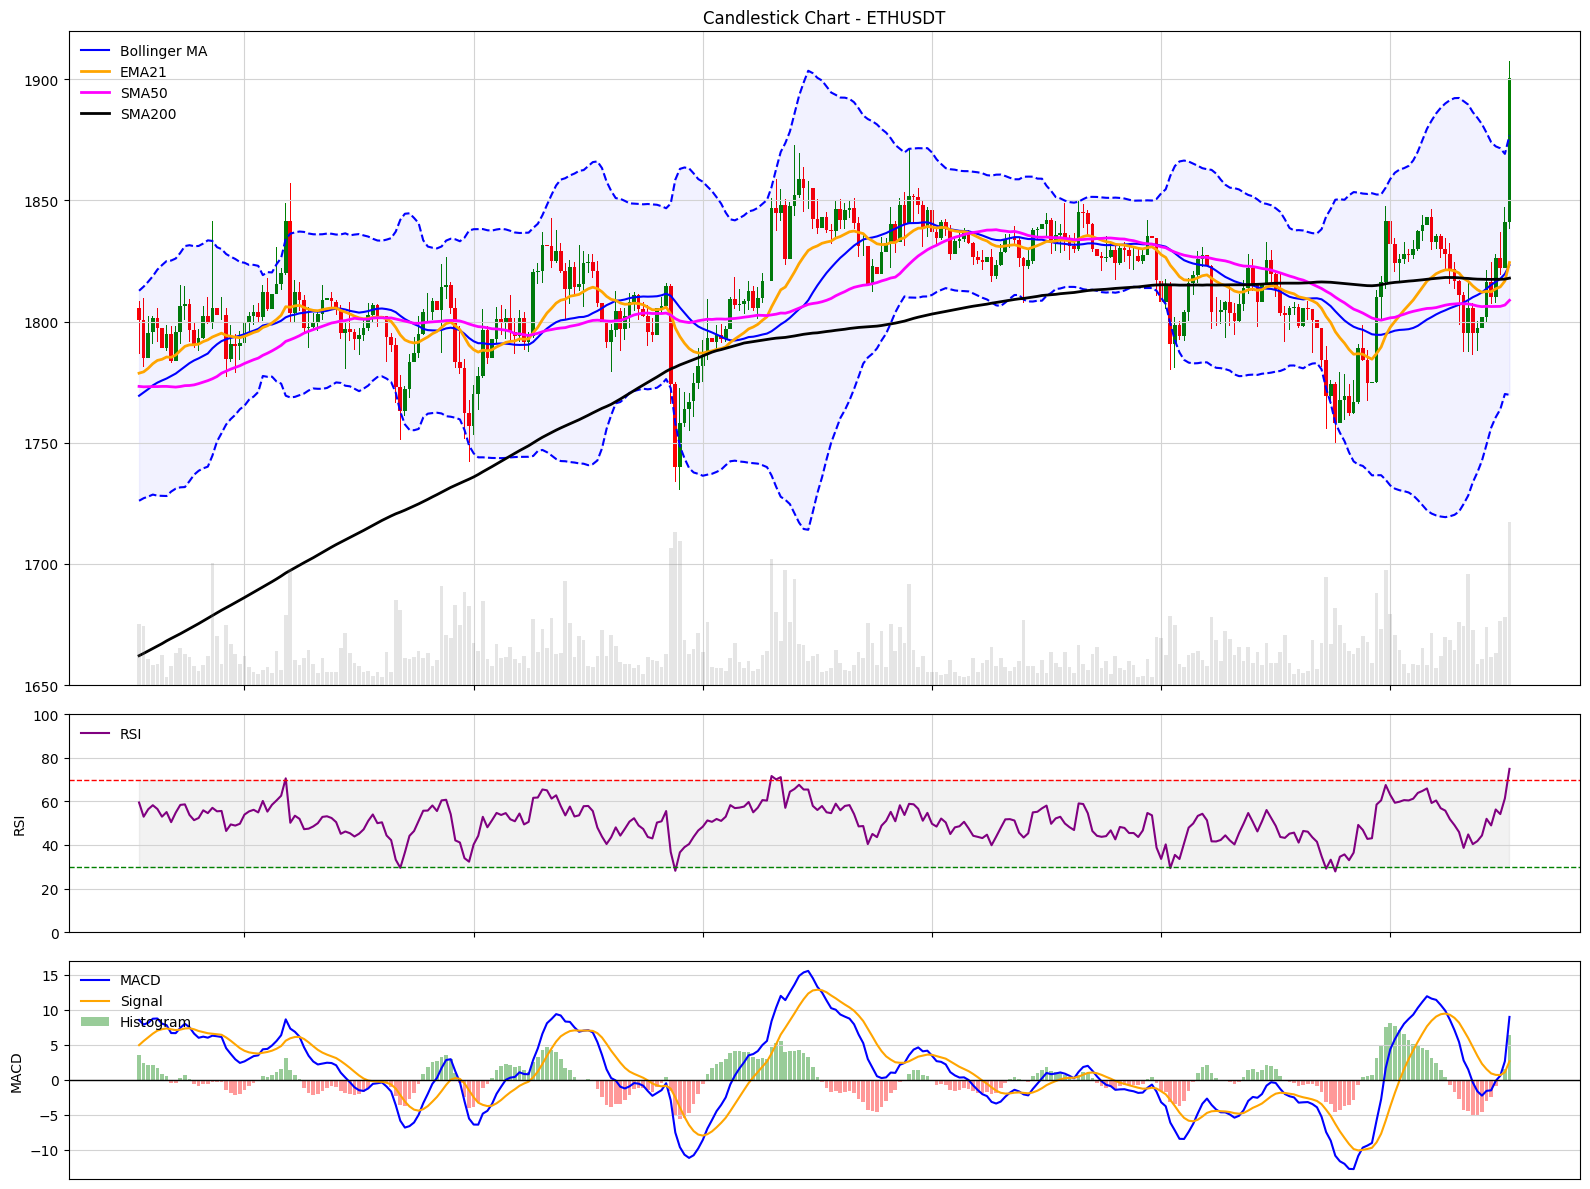 Candlestick Chart - ETHUSDT
Bollinger MA
EMA21
SMA50
SMA200
1900
1850
1800
1750
1700
1650
RSI
RSI
100
80
60
40
20
0
MACD
MACD
Signal
Histogram
15
10
5
0
−5
−10